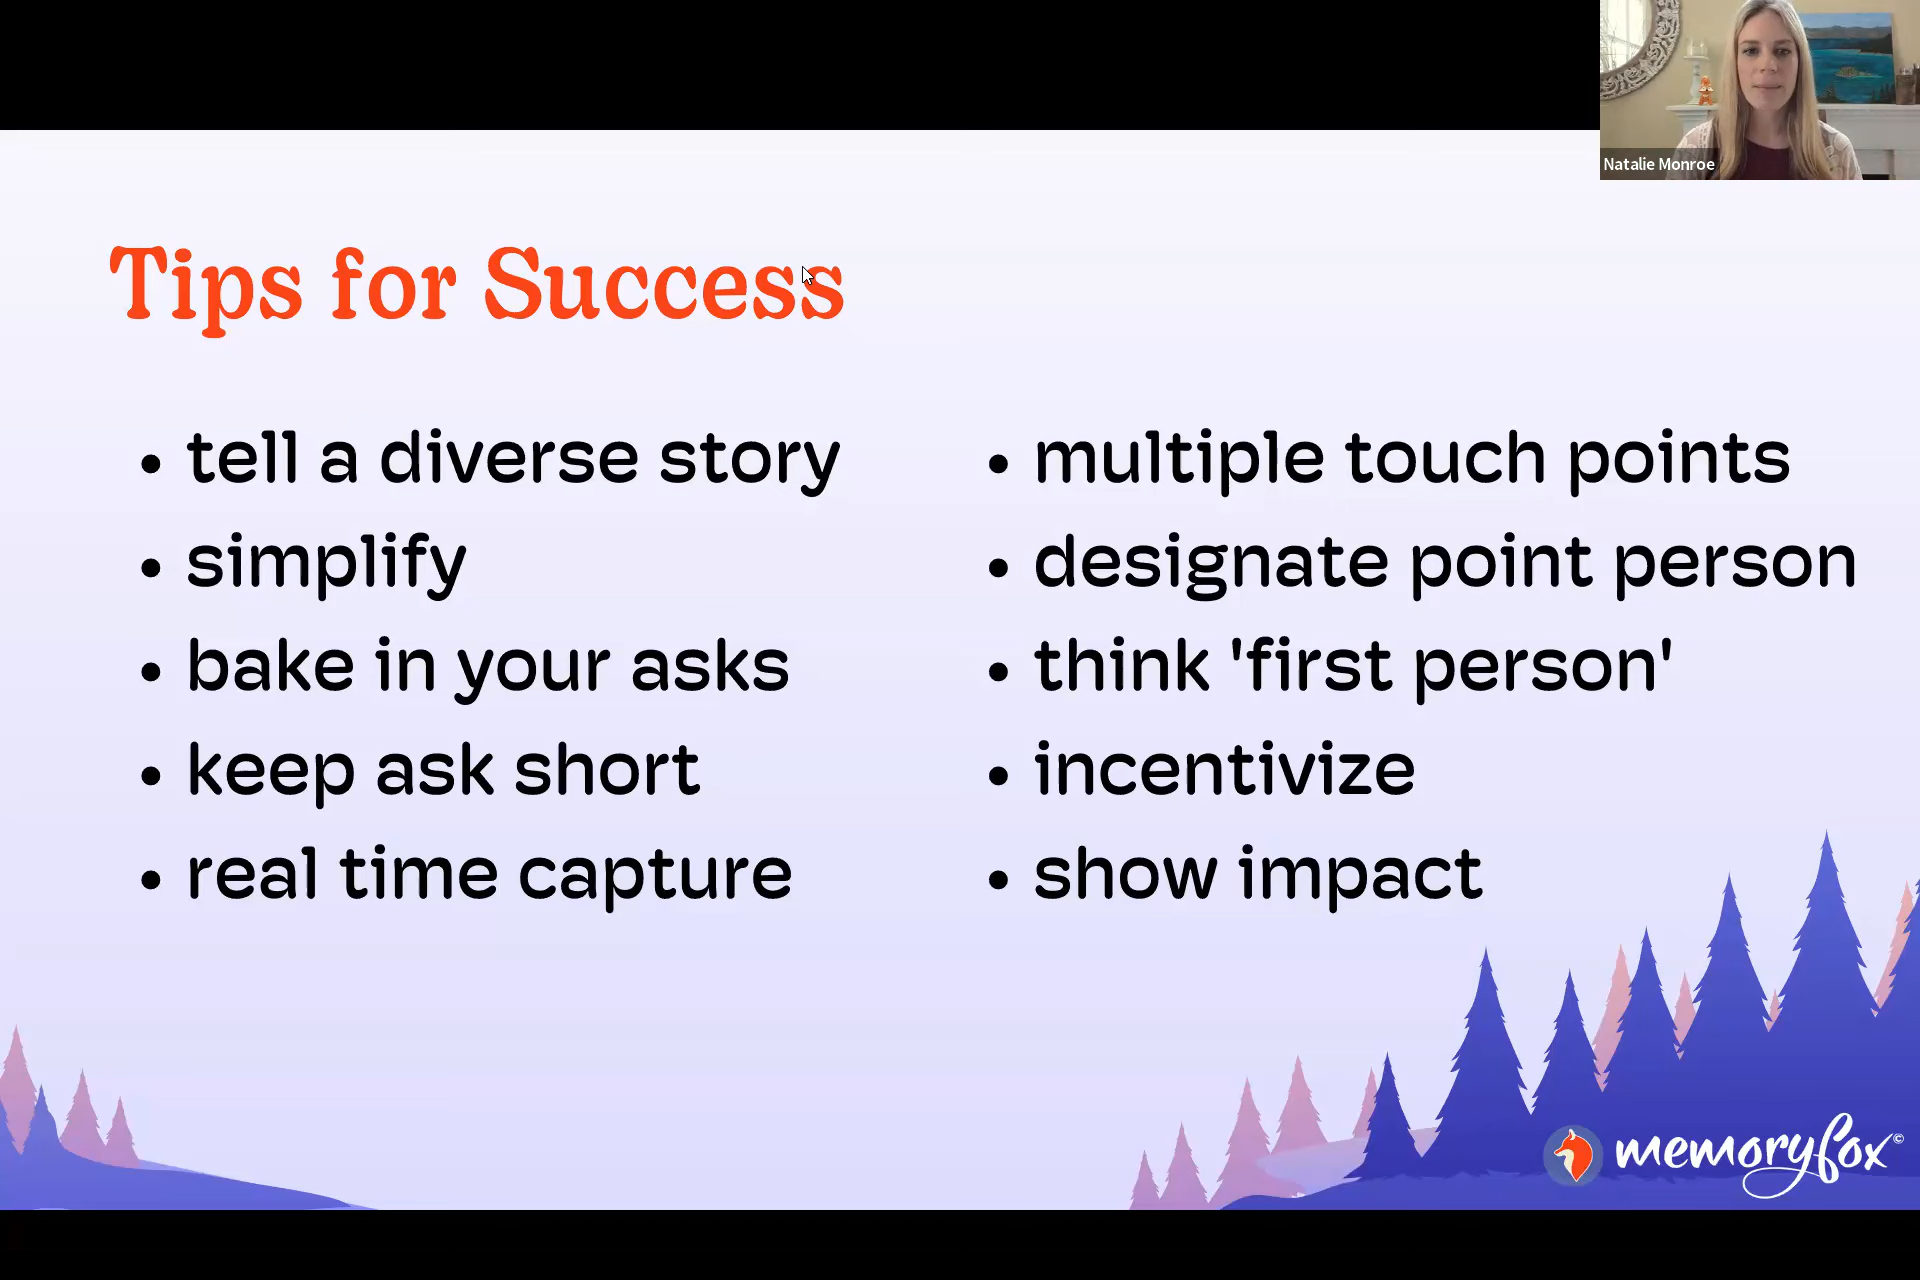 Natalie Monroe
Tips for Success
• tell a diverse story
• simplify
• bake in your asks
• keep ask short
• real time capture
• multiple touch points
• designate point person
• think 'first person'
• incentivize
• show impact
memoryfox©